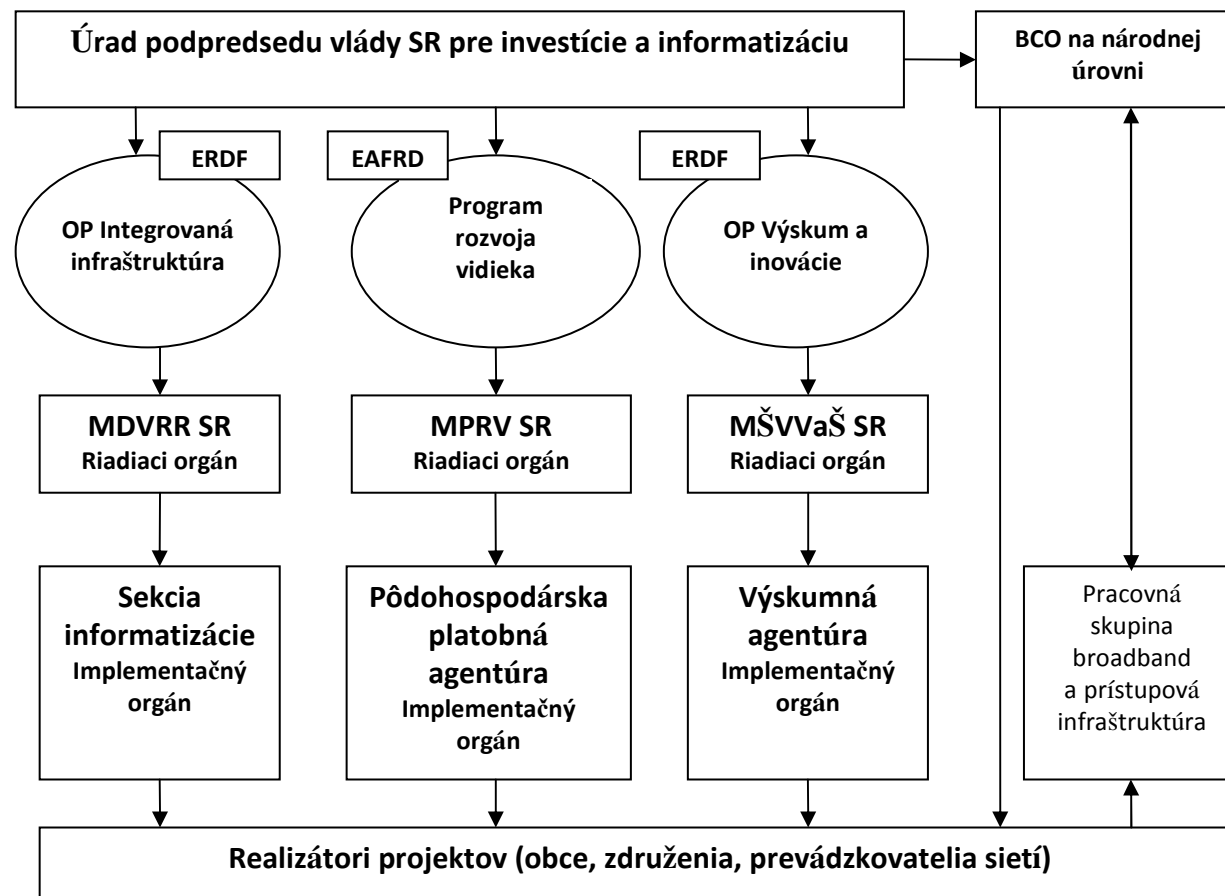 Úrad podpredsedu vlády SR pre investície a informatizáciu
BCO na národnej
úrovni
ERDF
EAFRD
ERDF
OP Integrovaná
infraštruktúra
Program
rozvoja
vidieka
OP Výskum a
inovácie
MDVRR SR
Riadiaci orgán
MPRV SR
Riadiaci orgán
MŠVVaŠ SR
Riadiaci orgán
Sekcia
informatizácie
Implementačný
orgán
Pôdohospodárska
platobná
agentúra
Implementačný
orgán
Výskumná
agentúra
Implementačný
orgán
Pracovná
skupina
broadband
a prístupová
infraštruktúra
Realizátori projektov (obce, združenia, prevádzkovatelia sietí)